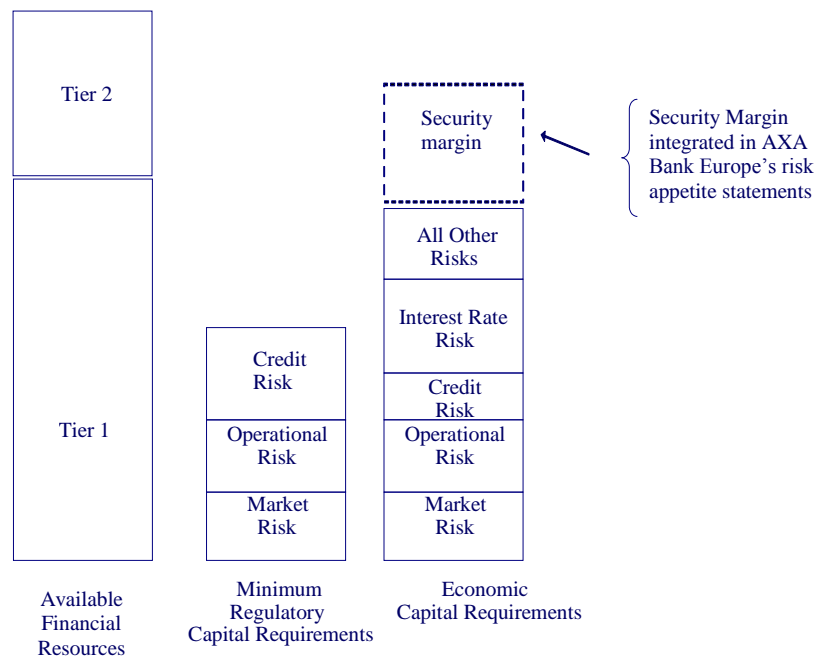 Tier 2
Tier 1
Available
Financial
Resources
Credit
Risk
Operational
Risk
Market
Risk
Minimum
Regulatory
Capital Requirements
Security
margin
All Other
Risks
Interest Rate
Risk
Credit
Risk
Operational
Risk
Market
Risk
Economic
Capital Requirements
Security Margin
integrated in AXA
Bank Europe's risk
appetite statements